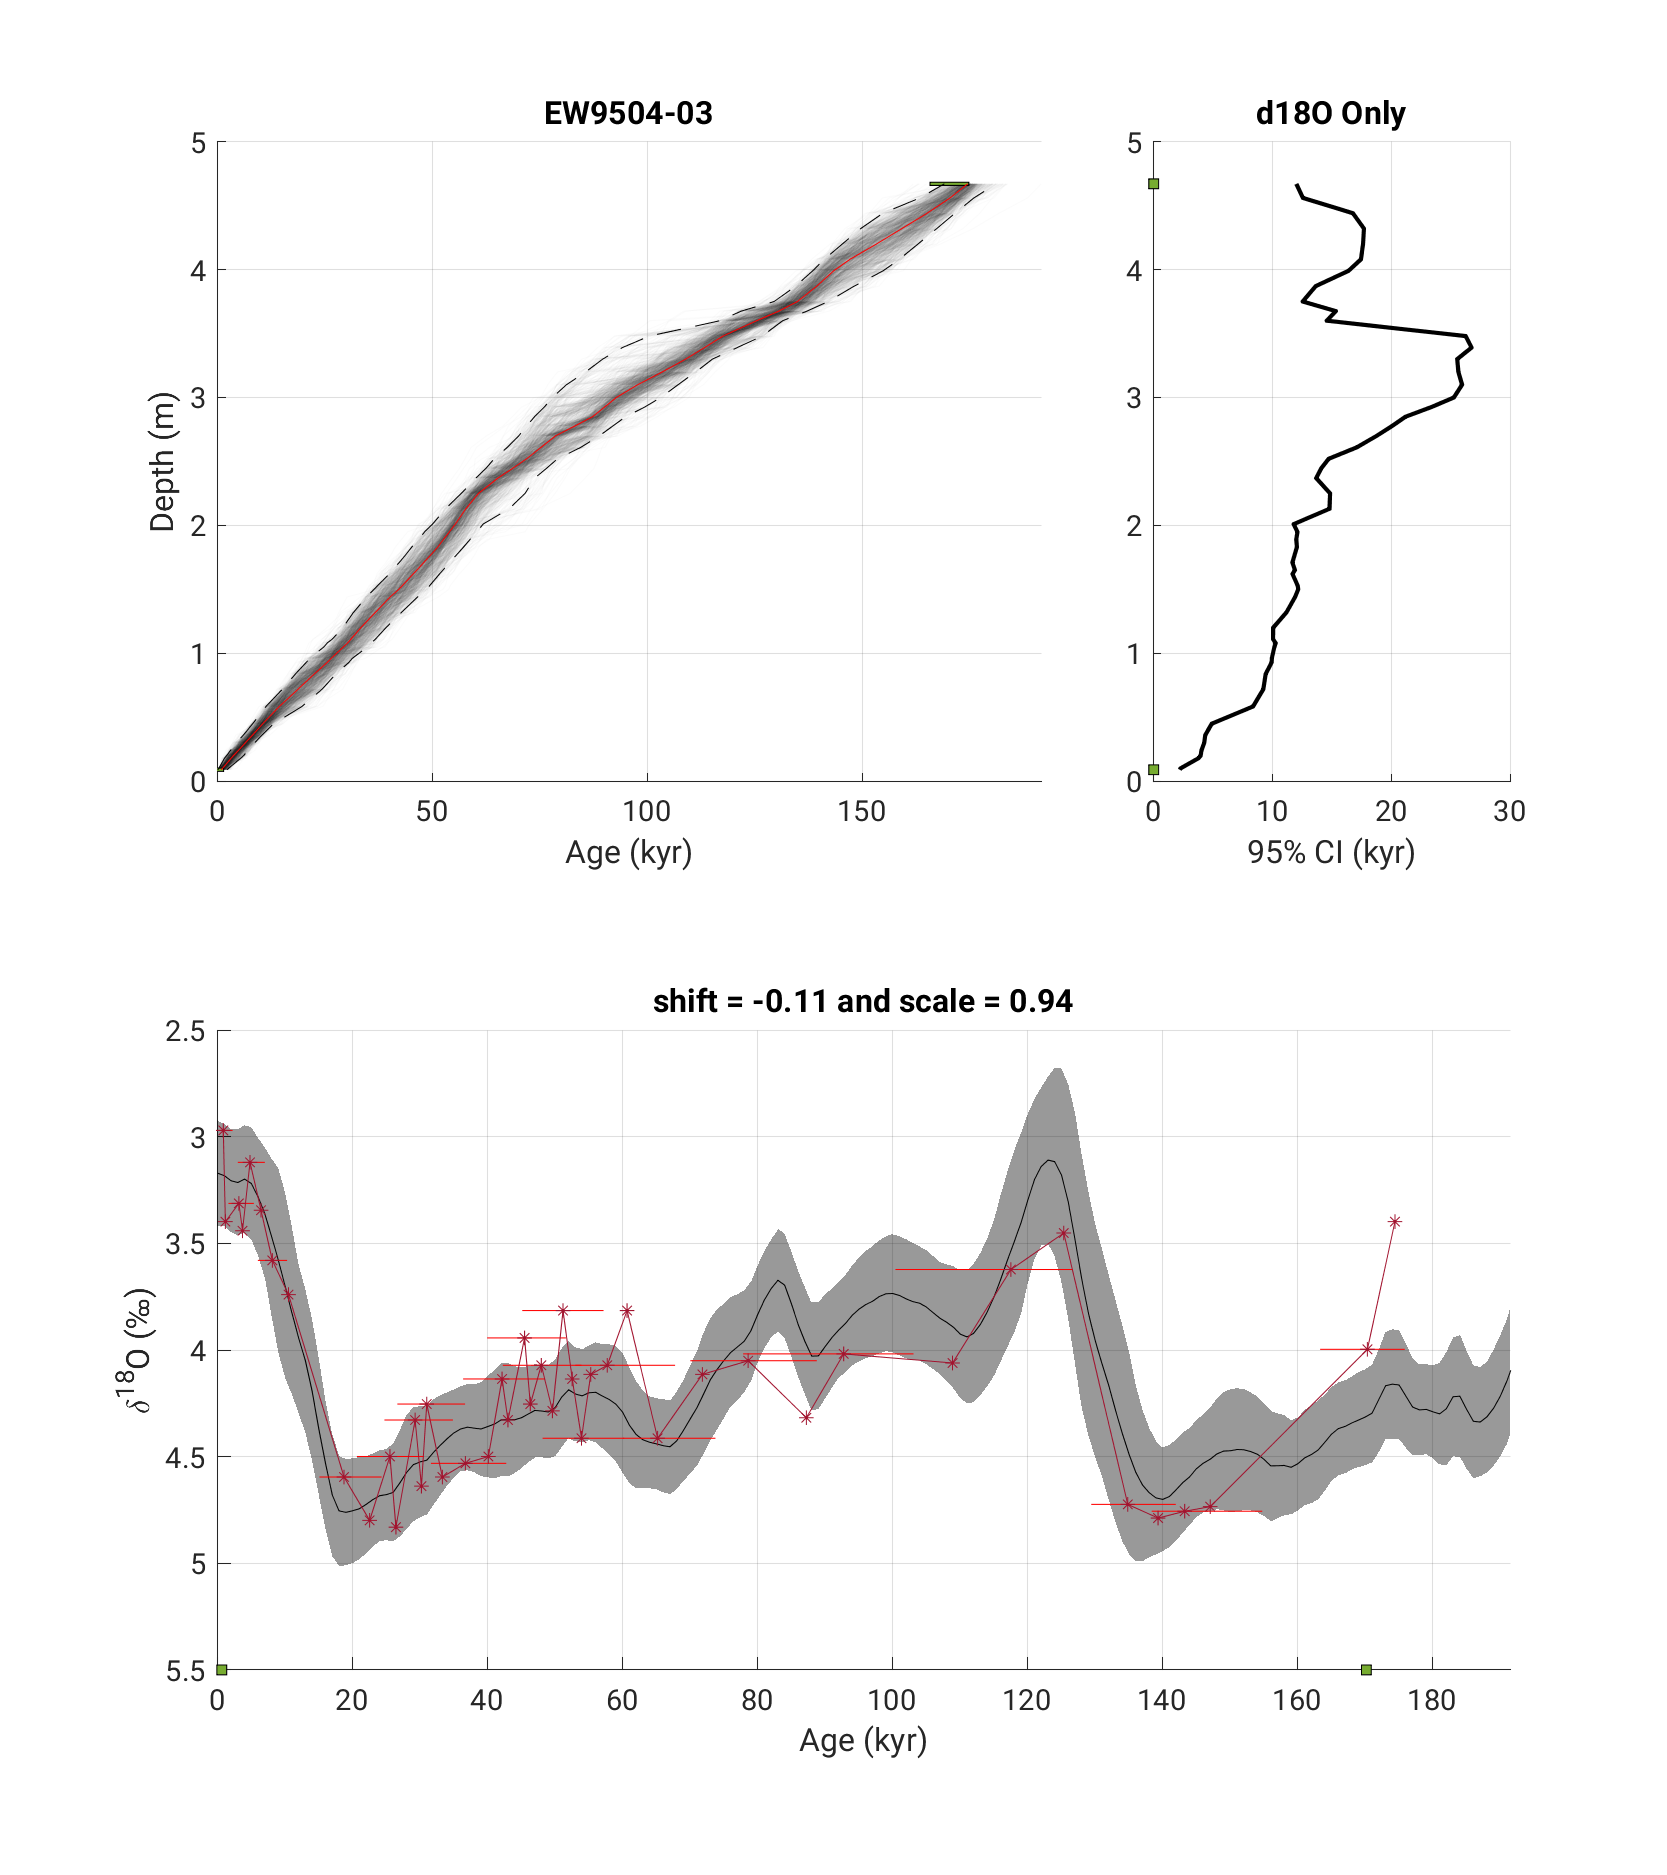 EW9504-03
d18O Only
5
4
3
2
1
0
Depth (m)
0 50 100 150
Age (kyr)
5
4
3
2
1
0
0 10 20 30
95% CI (kyr)
shift = -0.11 and scale = 0.94
2.5
3
3.5
4
4.5
5
5.5
δ18O (‰)
0 20 40 60 80 100 120 140 160 180
Age (kyr)